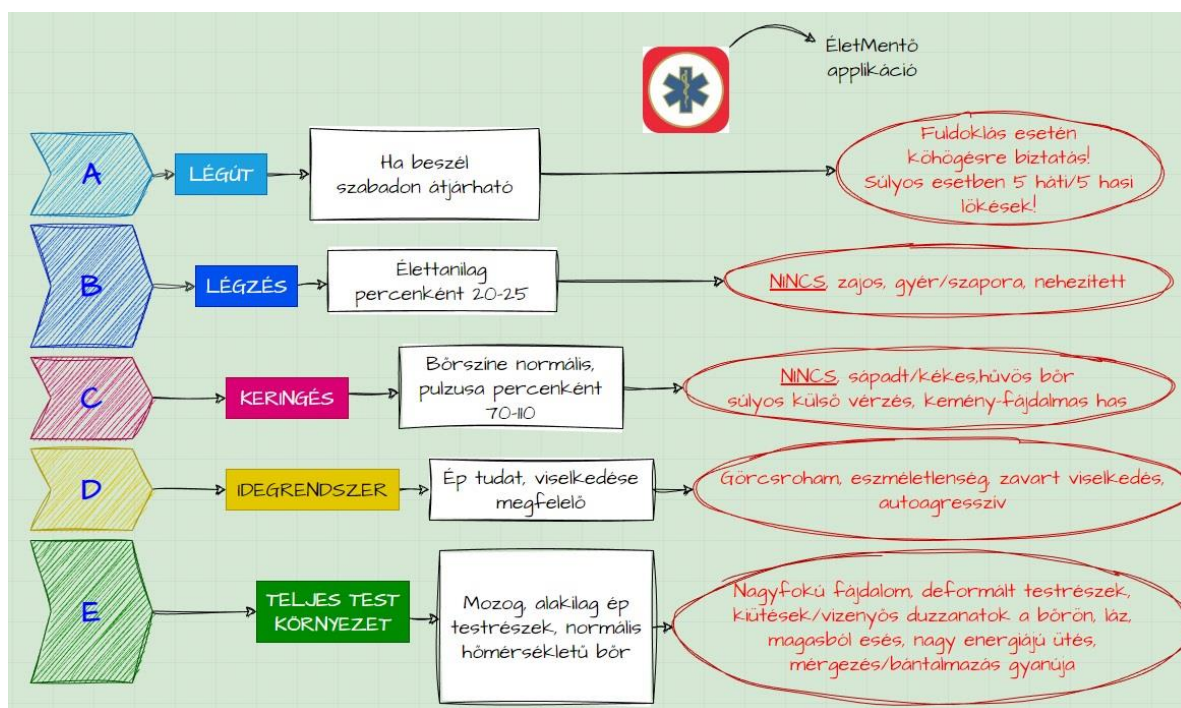 ÉletMentő
applikáció
A
LÉGÚT
Ha beszél
szabadon átjárható
Fuldoklás esetén
köhögésre biztatás!
Súlyos esetben 5 háti/5 hasi
lökések!
B
LÉGZÉS
Élettanilag
percenként 20-25
NINCS, zajos, gyér/szapora, nehezített
C
KERINGÉS
Bőrszíne normális,
pulzusa percenként
70-110
NINCS, sápadt/kékes,hűvös bőr
súlyos külső vérzés, kemény-fájdalmas has
D
IDEGRENDSZER
Ép tudat, viselkedése
megfelelő
Görcsroham, eszméletlenség, zavart viselkedés,
autoagresszív
E
TELJES TEST
KÖRNYEZET
Mozog, alakilag ép
testrészek, normális
hőmérsékletű bőr
Nagyfokú fájdalom, deformált testrészek,
kiütések/vizenyős duzzanatok a bőrön, láz,
magasból esés, nagy energiájú ütés,
mérgezés/bántalmazás gyanúja